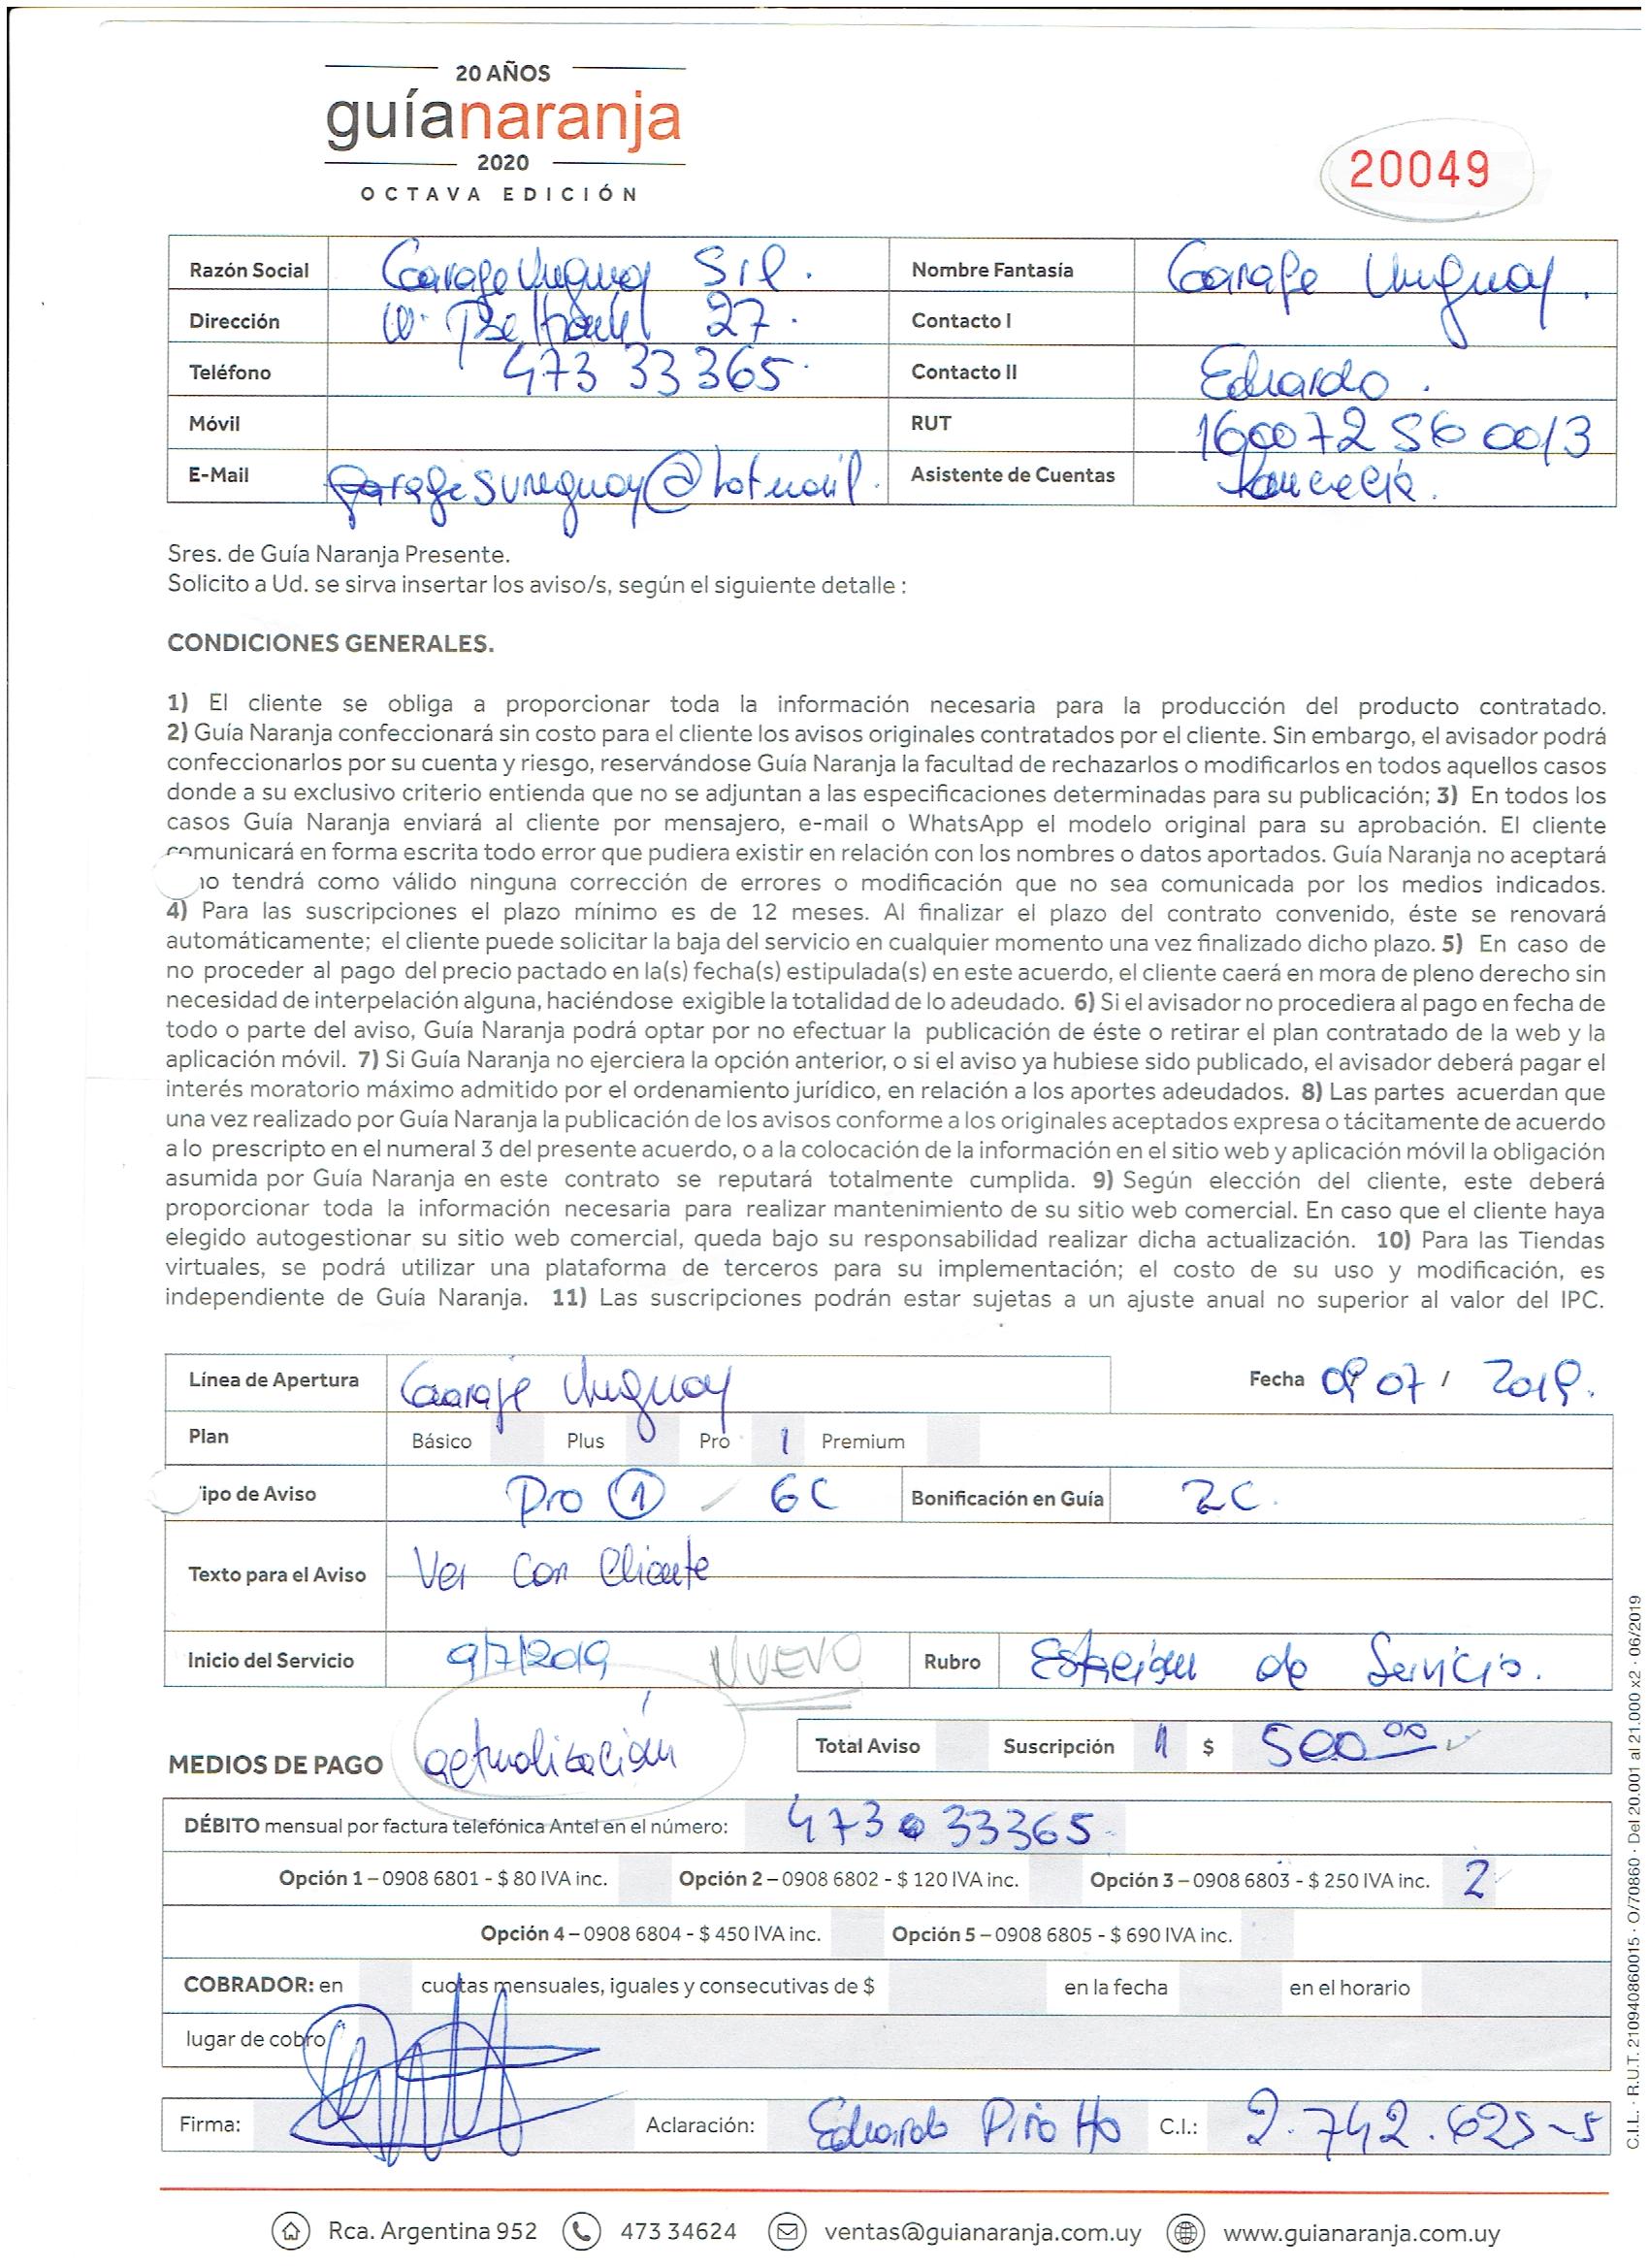 20 AÑOS
guíanaranja
2020
OCTAVA EDICIÓN
20049
Razón Social Garage Uruguay Srl. Nombre Fantasía Garage Uruguay.
Dirección W. Beltrán 27. Contacto I
Teléfono 473 33365. Contacto II Eduardo.
Móvil RUT 160072560013
E-Mail garagesuruguay@hotmail. Asistente de Cuentas
Sres. de Guía Naranja Presente.
Solicito a Ud. se sirva insertar los aviso/s, según el siguiente detalle :
CONDICIONES GENERALES.
1) El cliente se obliga a proporcionar toda la información necesaria para la producción del producto contratado.
2) Guía Naranja confeccionará sin costo para el cliente los avisos originales contratados por el cliente. Sin embargo, el avisador podrá
confeccionarlos por su cuenta y riesgo, reservándose Guía Naranja la facultad de rechazarlos o modificarlos en todos aquellos casos
donde a su exclusivo criterio entienda que no se adjuntan a las especificaciones determinadas para su publicación; 3) En todos los
casos Guía Naranja enviará al cliente por mensajero, e-mail o WhatsApp el modelo original para su aprobación. El cliente
comunicará en forma escrita todo error que pudiera existir en relación con los nombres o datos aportados. Guía Naranja no aceptará
no tendrá como válido ninguna corrección de errores o modificación que no sea comunicada por los medios indicados.
4) Para las suscripciones el plazo mínimo es de 12 meses. Al finalizar el plazo del contrato convenido, éste se renovará
automáticamente; el cliente puede solicitar la baja del servicio en cualquier momento una vez finalizado dicho plazo. 5) En caso de
no proceder al pago del precio pactado en la(s) fecha(s) estipulada(s) en este acuerdo, el cliente caerá en mora de pleno derecho sin
necesidad de interpelación alguna, haciéndose exigible la totalidad de lo adeudado. 6) Si el avisador no procediera al pago en fecha de
todo o parte del aviso, Guía Naranja podrá optar por no efectuar la publicación de éste o retirar el plan contratado de la web y la
aplicación móvil. 7) Si Guía Naranja no ejerciera la opción anterior, o si el aviso ya hubiese sido publicado, el avisador deberá pagar el
interés moratorio máximo admitido por el ordenamiento jurídico, en relación a los aportes adeudados. 8) Las partes acuerdan que
una vez realizado por Guía Naranja la publicación de los avisos conforme a los originales aceptados expresa o tácitamente de acuerdo
a lo prescripto en el numeral 3 del presente acuerdo, o a la colocación de la información en el sitio web y aplicación móvil la obligación
asumida por Guía Naranja en este contrato se reputará totalmente cumplida. 9) Según elección del cliente, este deberá
proporcionar toda la información necesaria para realizar mantenimiento de su sitio web comercial. En caso que el cliente haya
elegido autogestionar su sitio web comercial, queda bajo su responsabilidad realizar dicha actualización. 10) Para las Tiendas
virtuales, se podrá utilizar una plataforma de terceros para su implementación; el costo de su uso y modificación, es
independiente de Guía Naranja. 11) Las suscripciones podrán estar sujetas a un ajuste anual no superior al valor del IPC.
Línea de Apertura Garaje Uruguay Fecha 09 07 / 2019.
Plan Básico Plus Pro 1 Premium
Tipo de Aviso Pro 1 - 6C Bonificación en Guía 2C.
Texto para el Aviso Ver con Cliente
Inicio del Servicio 9/7/2019 NUEVO Rubro Estación de Servicio.
MEDIOS DE PAGO actualización Total Aviso Suscripción 1 $ 500 00
DÉBITO mensual por factura telefónica Antel en el número: 473 33365
Opción 1 – 0908 6801 - $ 80 IVA inc. Opción 2 – 0908 6802 - $ 120 IVA inc. Opción 3 – 0908 6803 - $ 250 IVA inc. 2
Opción 4 – 0908 6804 - $ 450 IVA inc. Opción 5 – 0908 6805 - $ 690 IVA inc.
COBRADOR: en cuotas mensuales, iguales y consecutivas de $ en la fecha en el horario
lugar de cobro
Firma: Aclaración: Eduardo Pirotto C.I.: 2.742.625-5
Rca. Argentina 952 473 34624 ventas@guianaranja.com.uy www.guianaranja.com.uy
C.I.L. · R.U.T. 210940860015 · O/70860 · Del 20.001 al 21.000 x2 · 06/2019